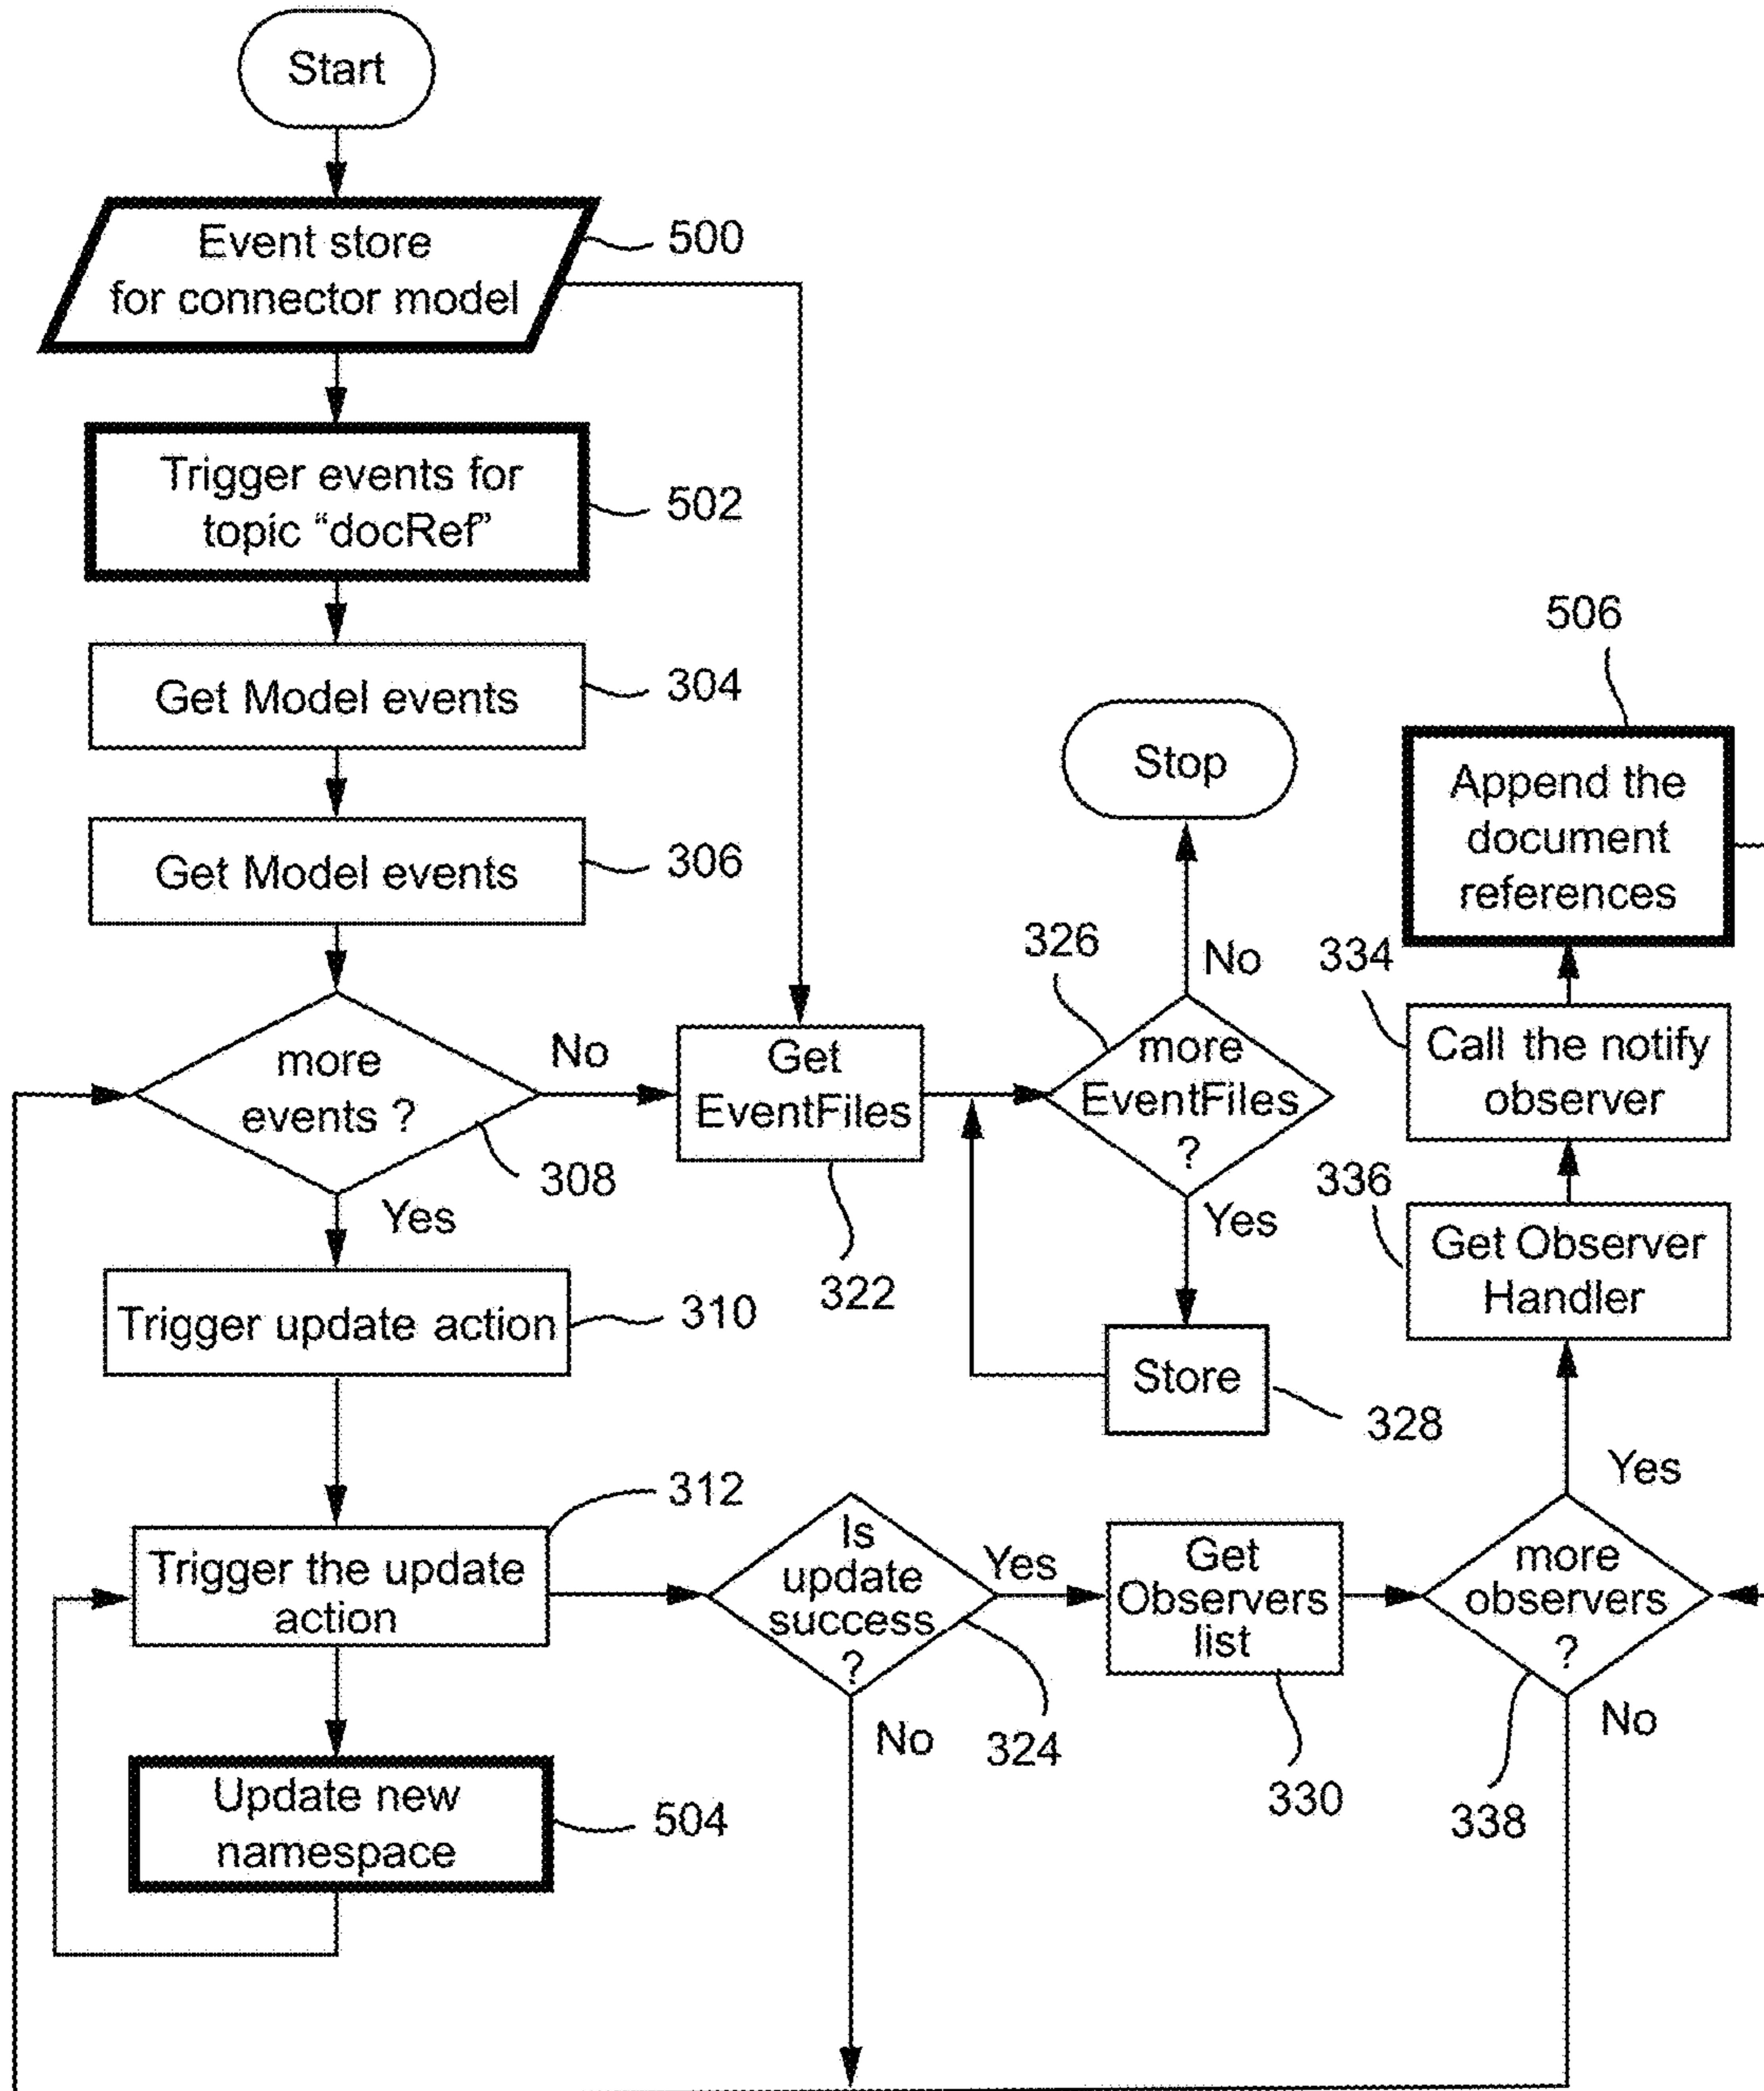 Start
Event store
for connector model
500
Trigger events for
topic “docRef”
502
Get Model events
304
Get Model events
306
more
events ?
308
No
Yes
Get
EventFiles
322
Stop
No
326
more
EventFiles
?
Yes
Store
328
506
Append the
document
references
334
Call the notify
observer
336
Get Observer
Handler
Yes
Trigger update action
310
312
Trigger the update
action
Is
update
success
?
Yes
324
No
Get
Observers
list
330
more
observers
?
No
338
Update new
namespace
504